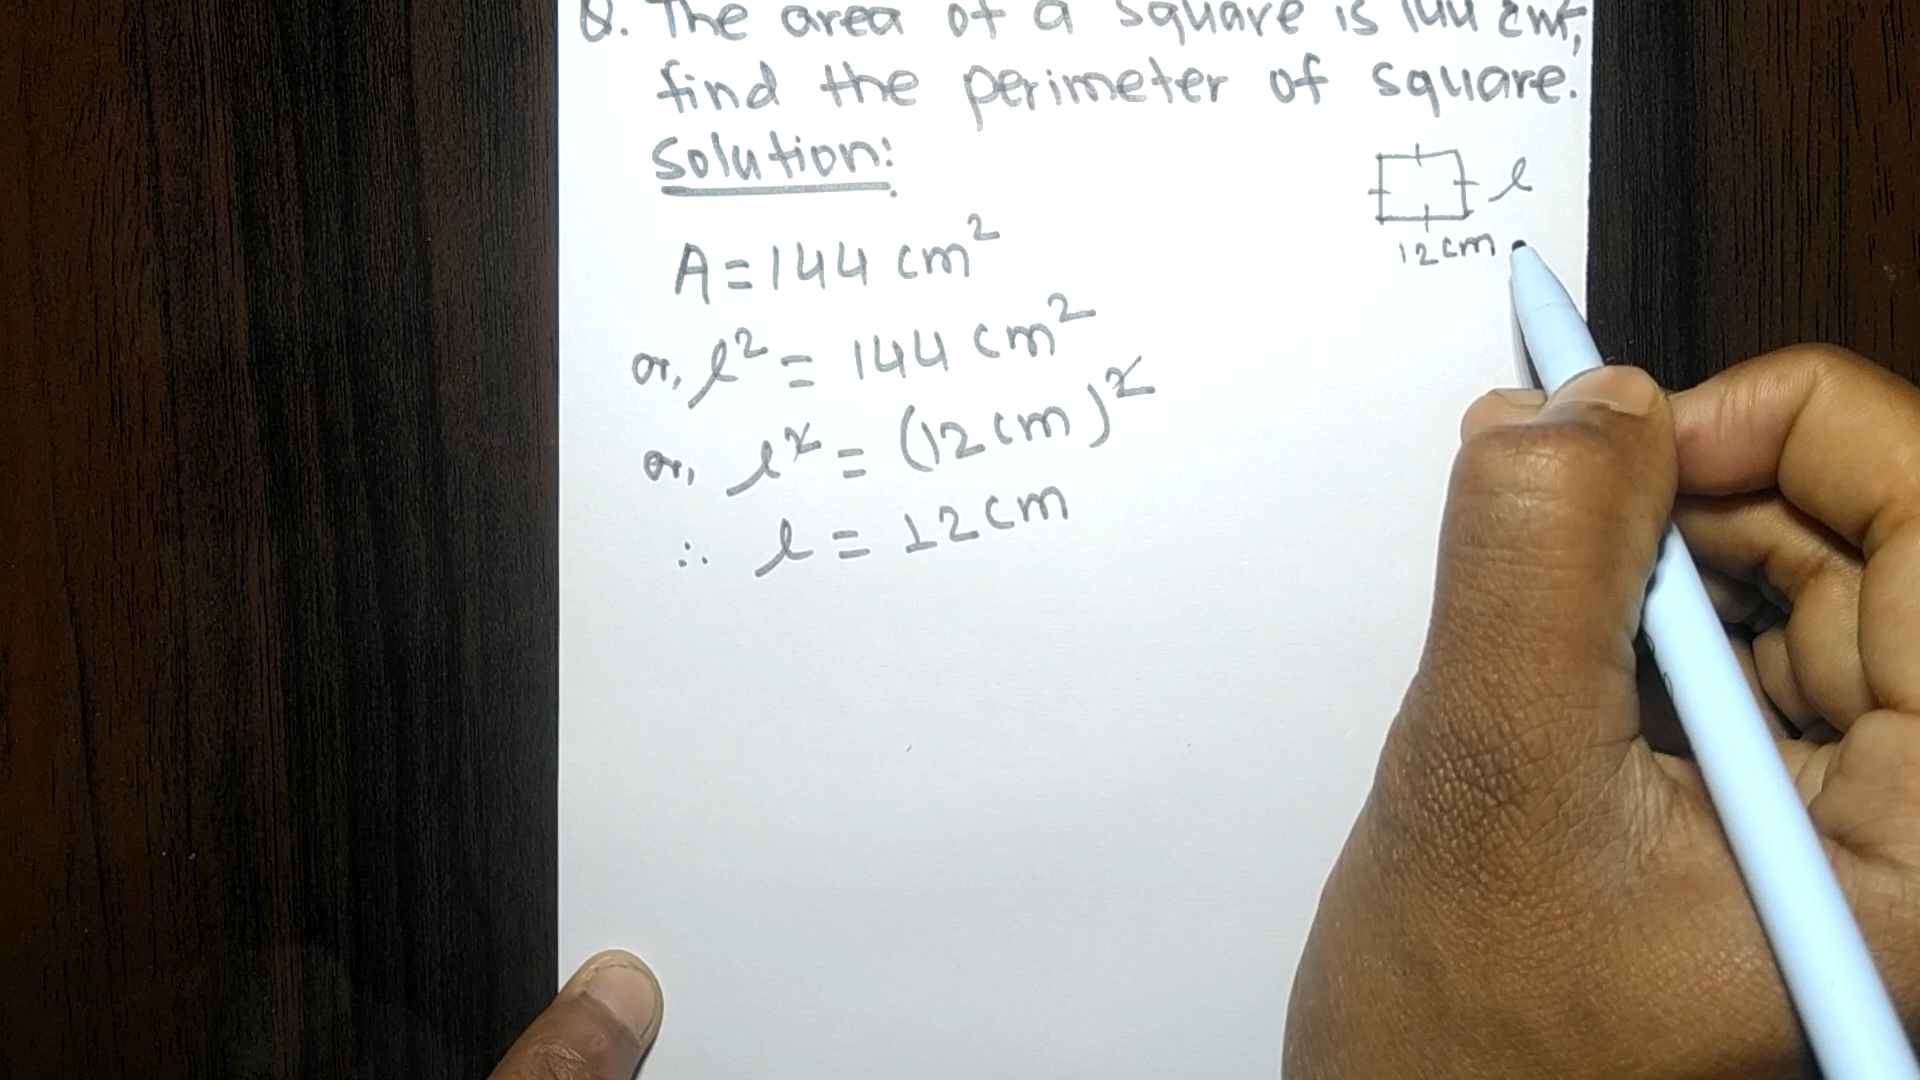 Q. The area of a square is 144 cm²,
find the perimeter of square.
Solution:
l
12cm
A = 144 cm²
or, l² = 144 cm²
or, l² = (12cm)²
∴ l = 12cm